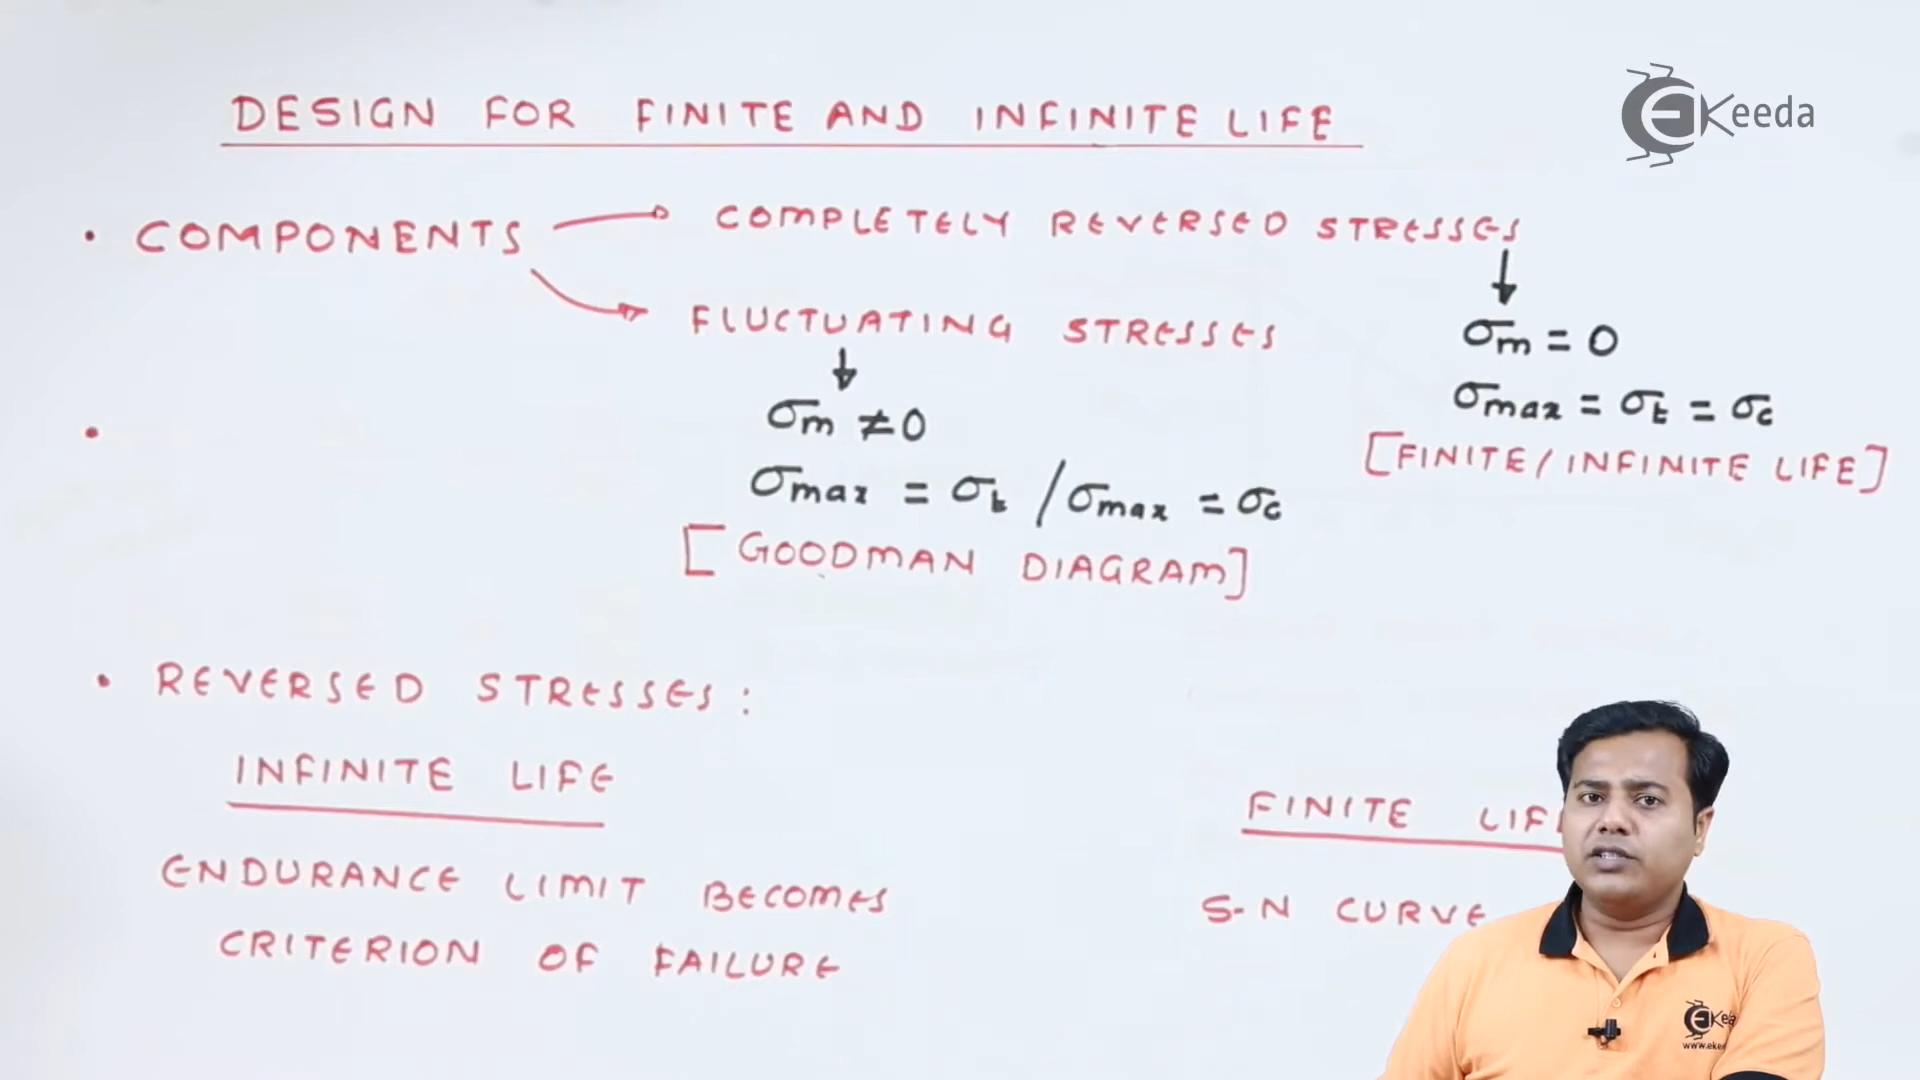 DESIGN FOR FINITE AND INFINITE LIFE
EKeeda
• COMPONENTS
COMPLETELY REVERSED STRESSES
FLUCTUATING STRESSES
σm = 0
σmax = σt = σc
[FINITE/INFINITE LIFE]
σm ≠ 0
σmax = σt / σmax = σc
[GOODMAN DIAGRAM]
•
• REVERSED STRESSES:
INFINITE LIFE
ENDURANCE LIMIT BECOMES
CRITERION OF FAILURE
FINITE LIF
S-N CURVE